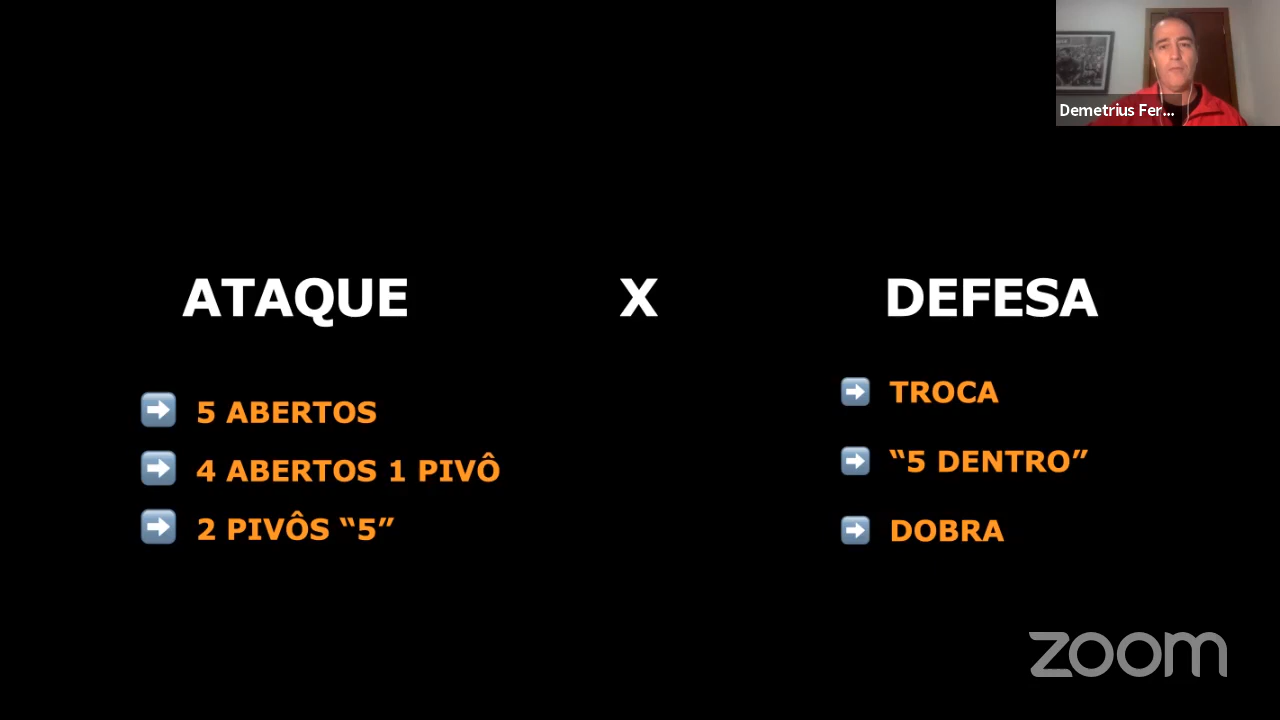 Demetrius Fer...
ATAQUE X DEFESA
5 ABERTOS
4 ABERTOS 1 PIVÔ
2 PIVÔS “5”
TROCA
“5 DENTRO”
DOBRA
zoom